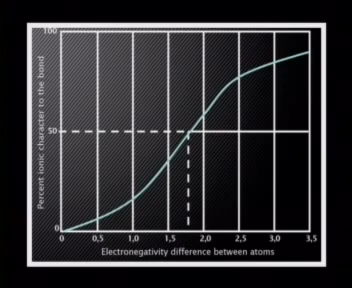 100
Percent ionic character to the bond
50
0
0 0,5 1,0 1,5 2,0 2,5 3,0 3,5
Electronegativity difference between atoms